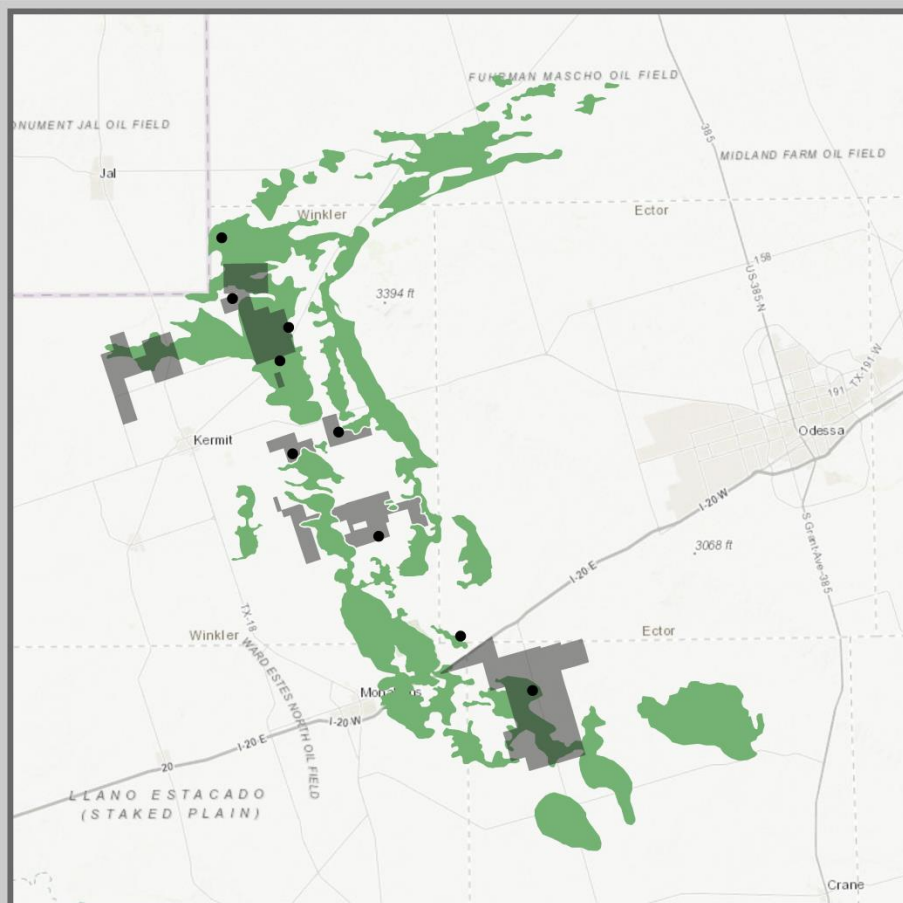 FUHRMAN MASCHO OIL FIELD
ONUMENT JAL OIL FIELD
385
MIDLAND FARM OIL FIELD
Jal
Winkler
Ector
158
US-385-N
3394 ft
TX-191 W
191
Kermit
Odessa
I-20 W
S Grant-Ave-385
3068 ft
I-20 E
TX-18
Winkler
Ector
WARD ESTES NORTH OIL FIELD
I-20 W
I-20 E
20
LLANO ESTACADO
(STAKED PLAIN)
Crane